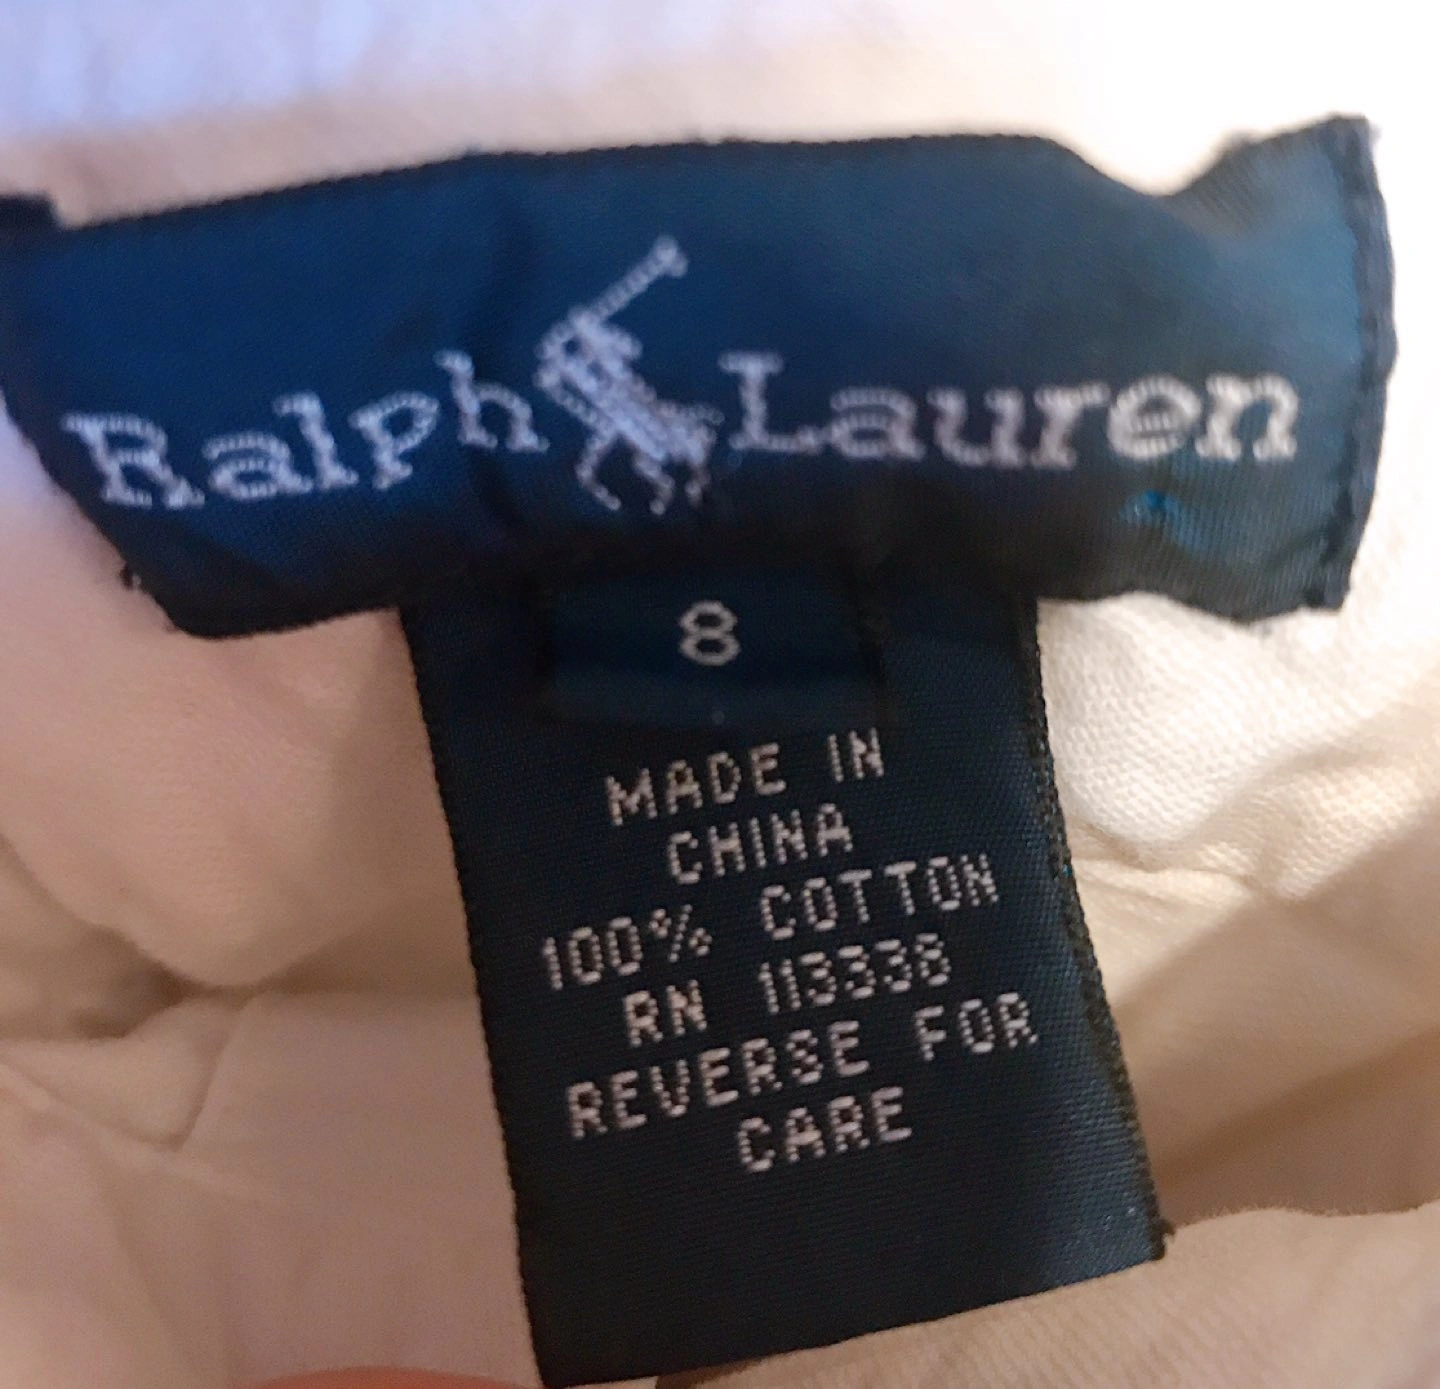 Ralph Lauren
8
MADE IN
CHINA
100% COTTON
RN 113338
REVERSE FOR
CARE